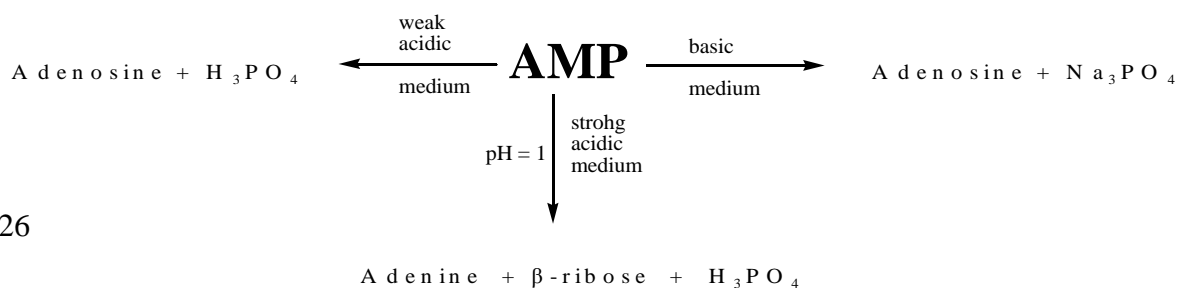 weak
acidic
medium
AMP
basic
medium
Adenosine + H₃PO₄
Adenosine + Na₃PO₄
pH = 1
strohg
acidic
medium
26
Adenine + β-ribose + H₃PO₄